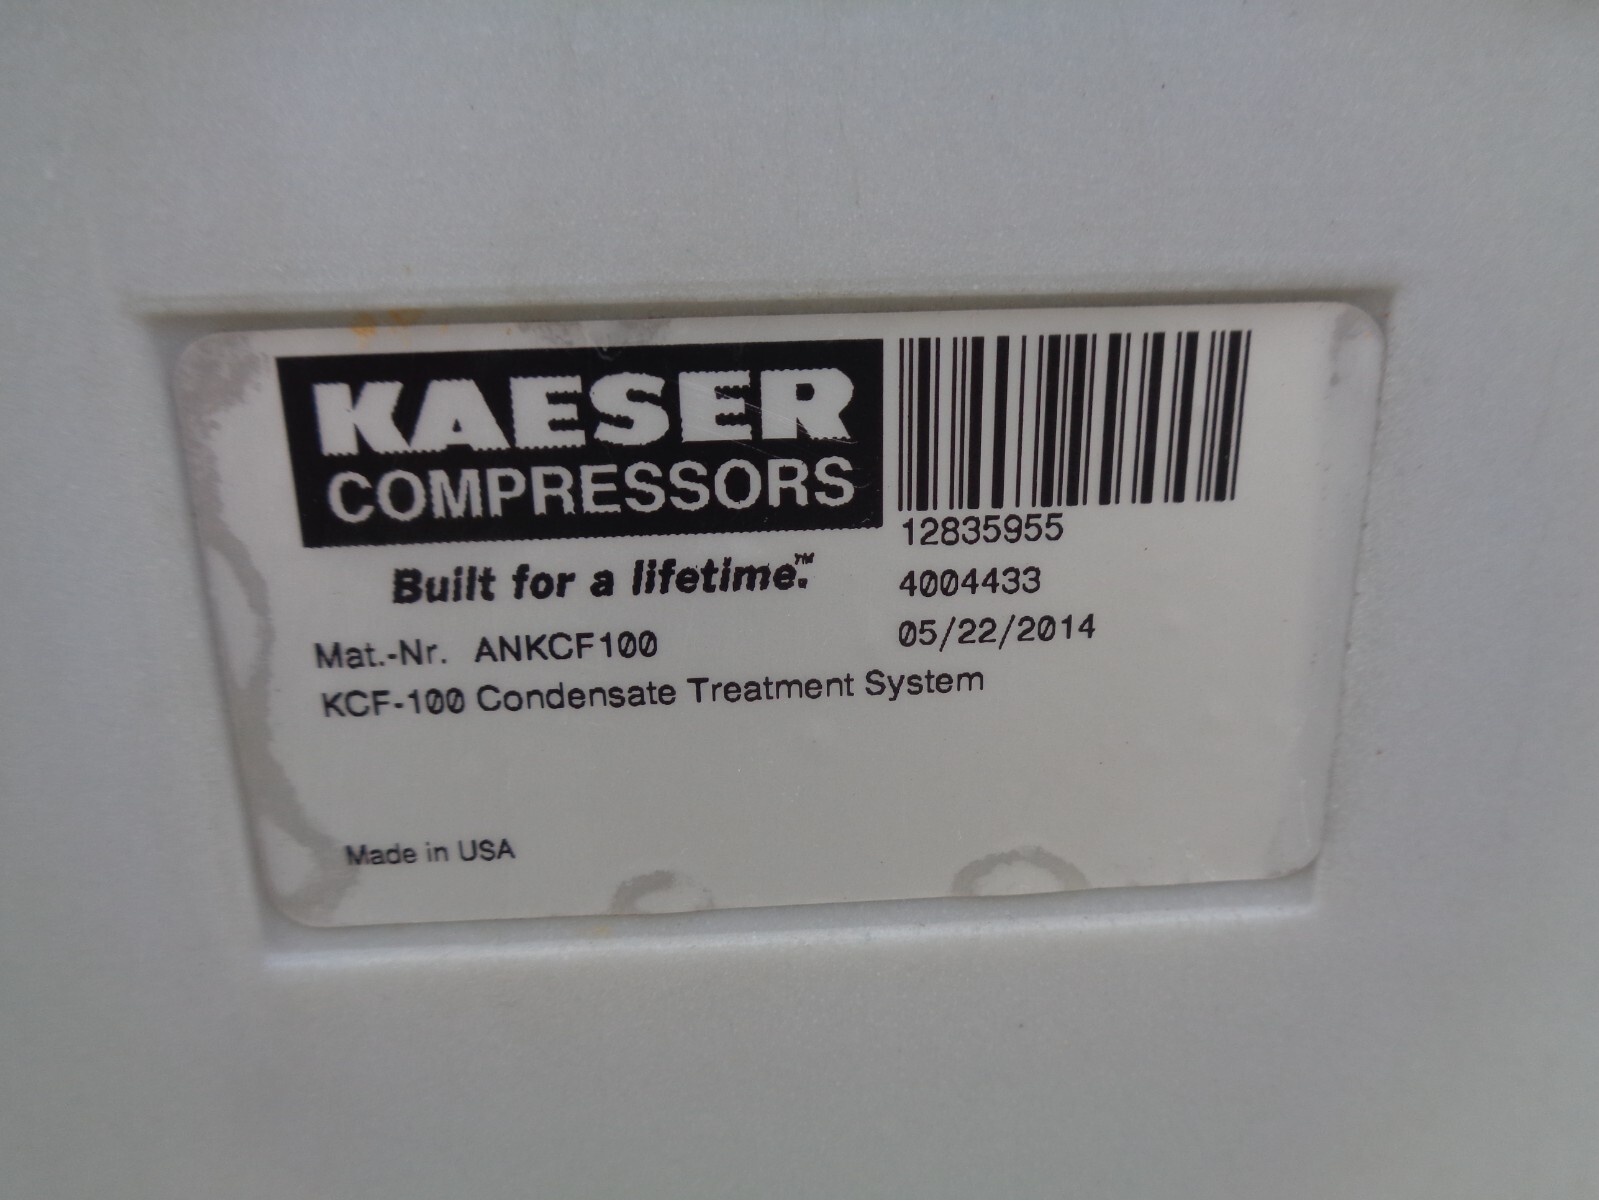 KAESER
COMPRESSORS
Built for a lifetime.™
12835955
4004433
05/22/2014
Mat.-Nr. ANKCF100
KCF-100 Condensate Treatment System
Made in USA